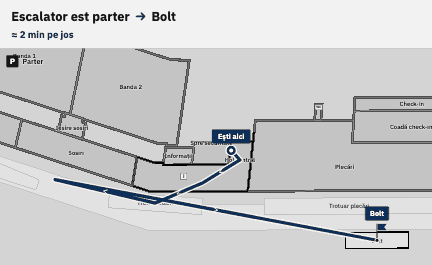 Escalator est parter → Bolt
≈ 2 min pe jos
Banda 1
P Parter
Banda 2
Check-in
Coadă check-in
Ieșire sosiri
Ești aici
Sosiri
Informații
i
Plecări
Trotuar plecări
Bolt